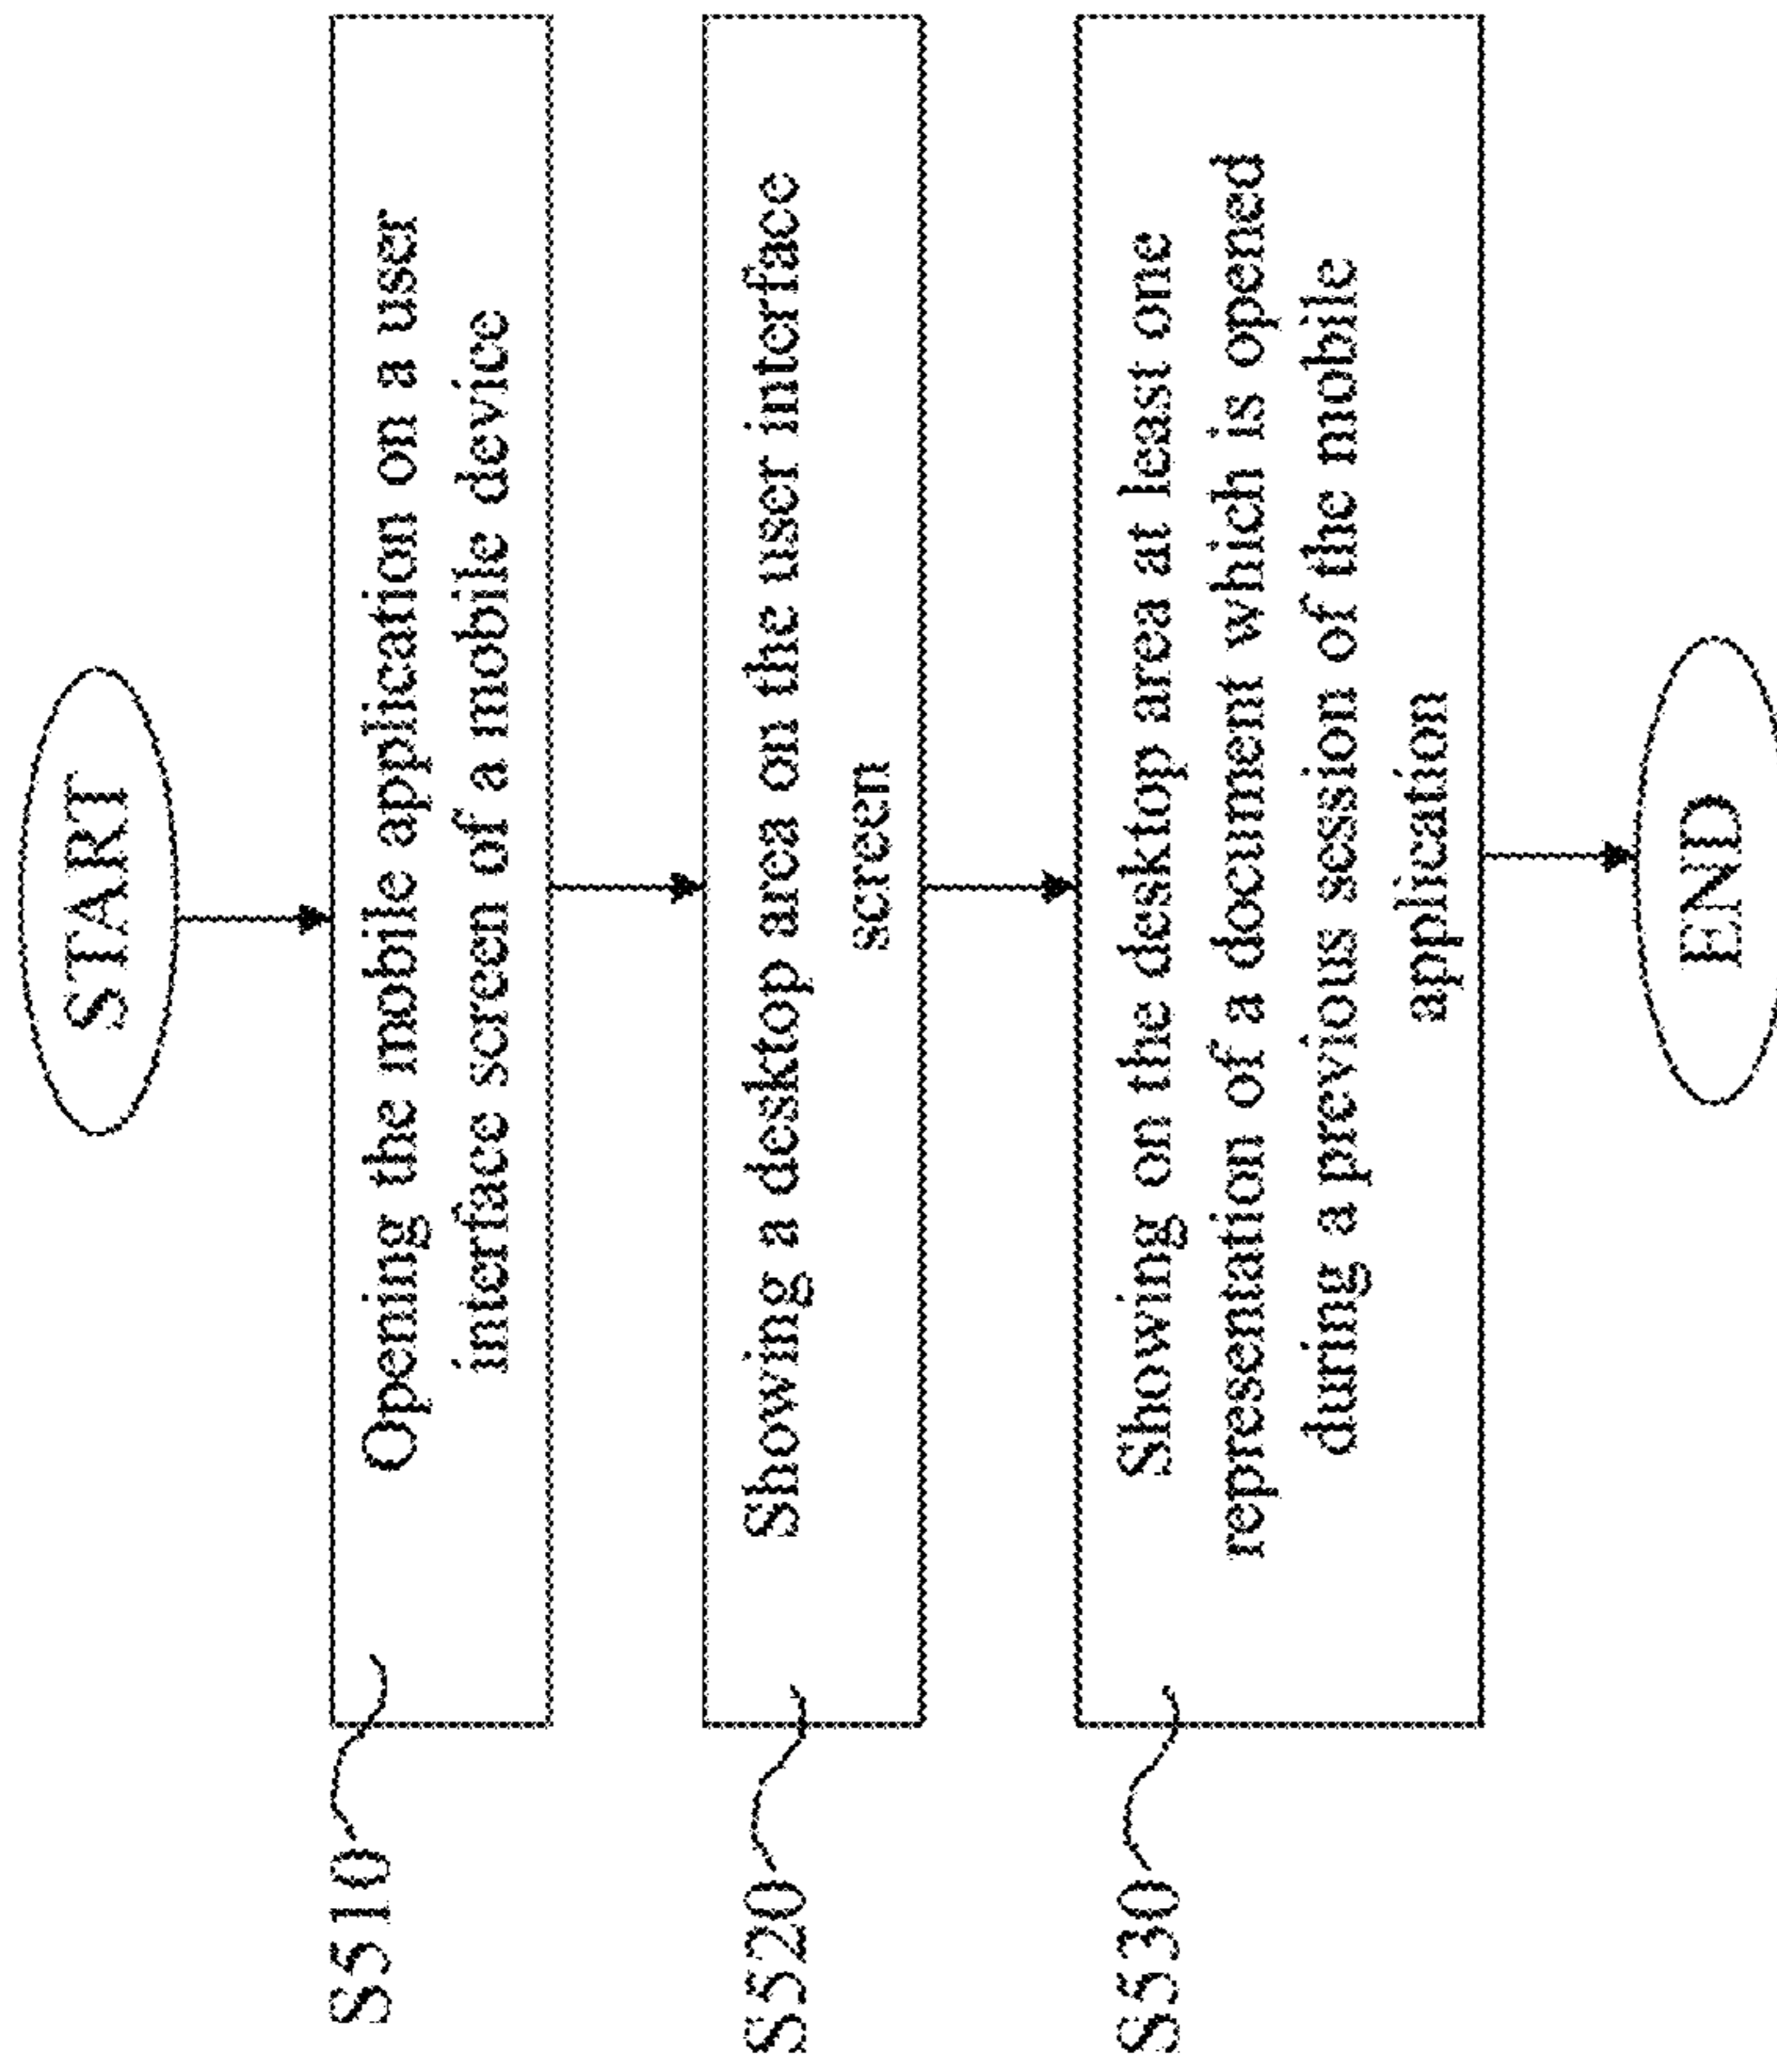 START
S510
Opening the mobile application on a user
interface screen of a mobile device
S520
Showing a desktop area on the user interface
screen
S530
Showing on the desktop area at least one
representation of a document which is opened
during a previous session of the mobile
application
END